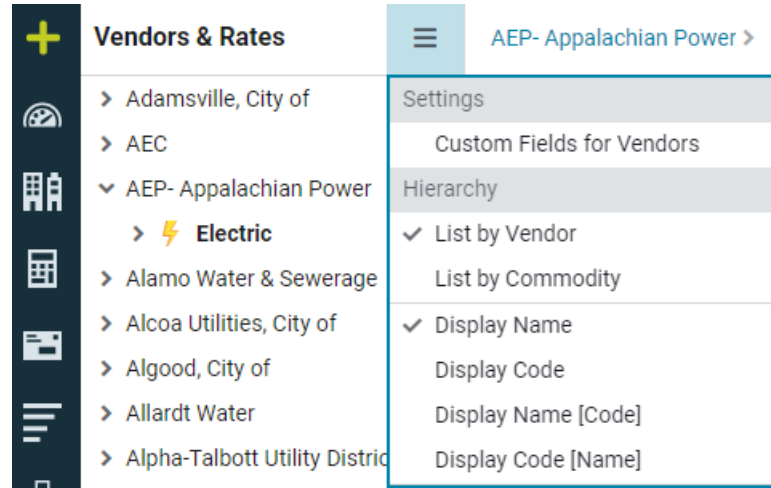 Vendors & Rates
AEP- Appalachian Power >
Adamsville, City of
AEC
AEP- Appalachian Power
Electric
Alamo Water & Sewerage
Alcoa Utilities, City of
Algood, City of
Allardt Water
Alpha-Talbott Utility Distric
Settings
Custom Fields for Vendors
Hierarchy
List by Vendor
List by Commodity
Display Name
Display Code
Display Name [Code]
Display Code [Name]